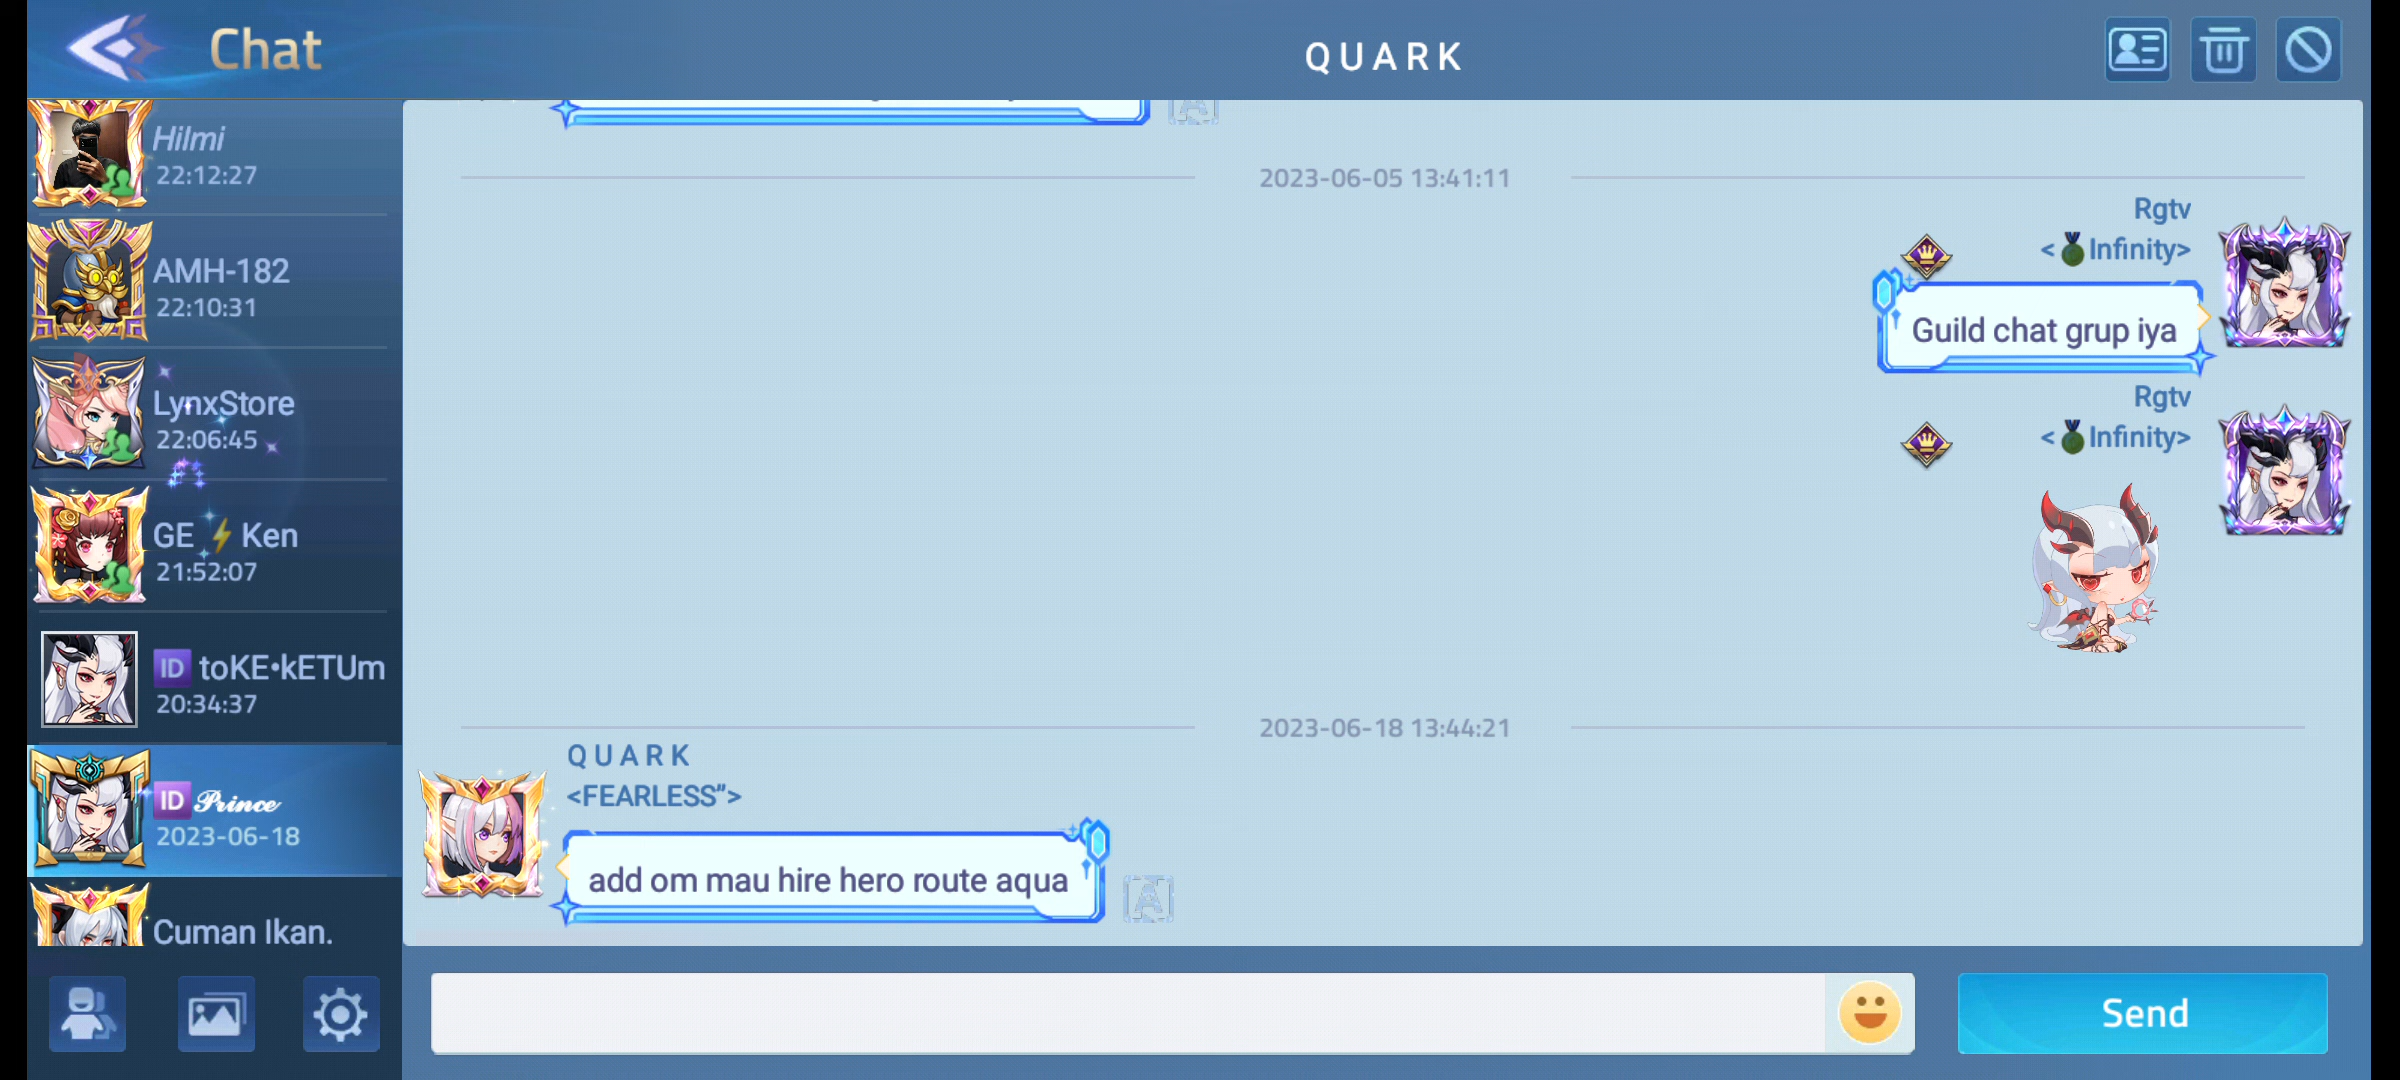 Chat
QUARK
Hilmi
22:12:27
AMH-182
22:10:31
LynxStore
22:06:45
GE⚡Ken
21:52:07
ID toKE•kETUm
20:34:37
ID 𝓟𝓻𝓲𝓷𝓬𝓮
2023-06-18
Cuman Ikan.
2023-06-05 13:41:11
Rgtv
<Infinity>
Guild chat grup iya
Rgtv
<Infinity>
2023-06-18 13:44:21
QUARK
<FEARLESS”>
add om mau hire hero route aqua
A
Send